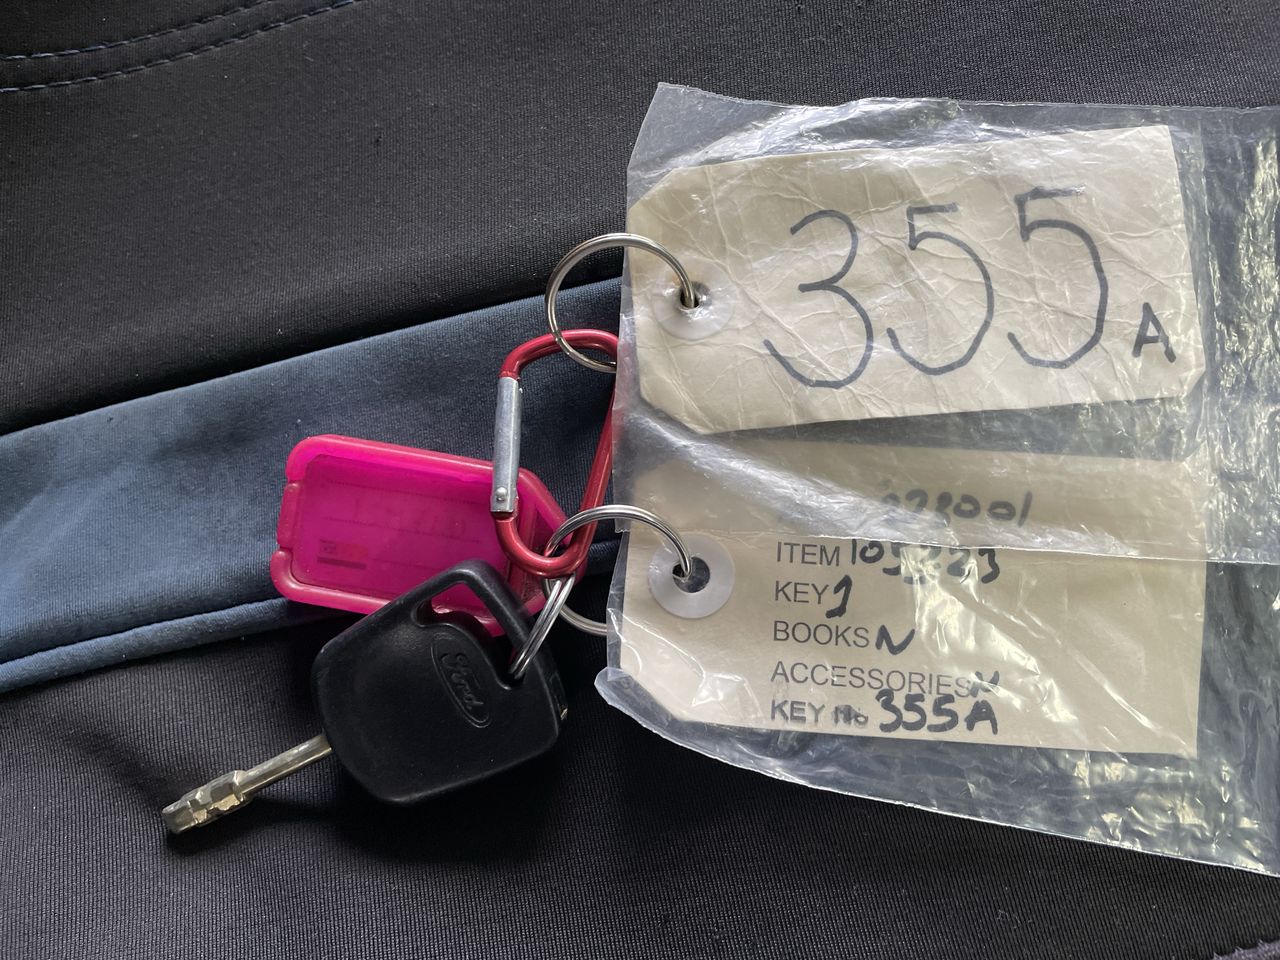 355A
ITEM
KEY 1
BOOKS N
ACCESSORIES N
KEY No 355A
Ford